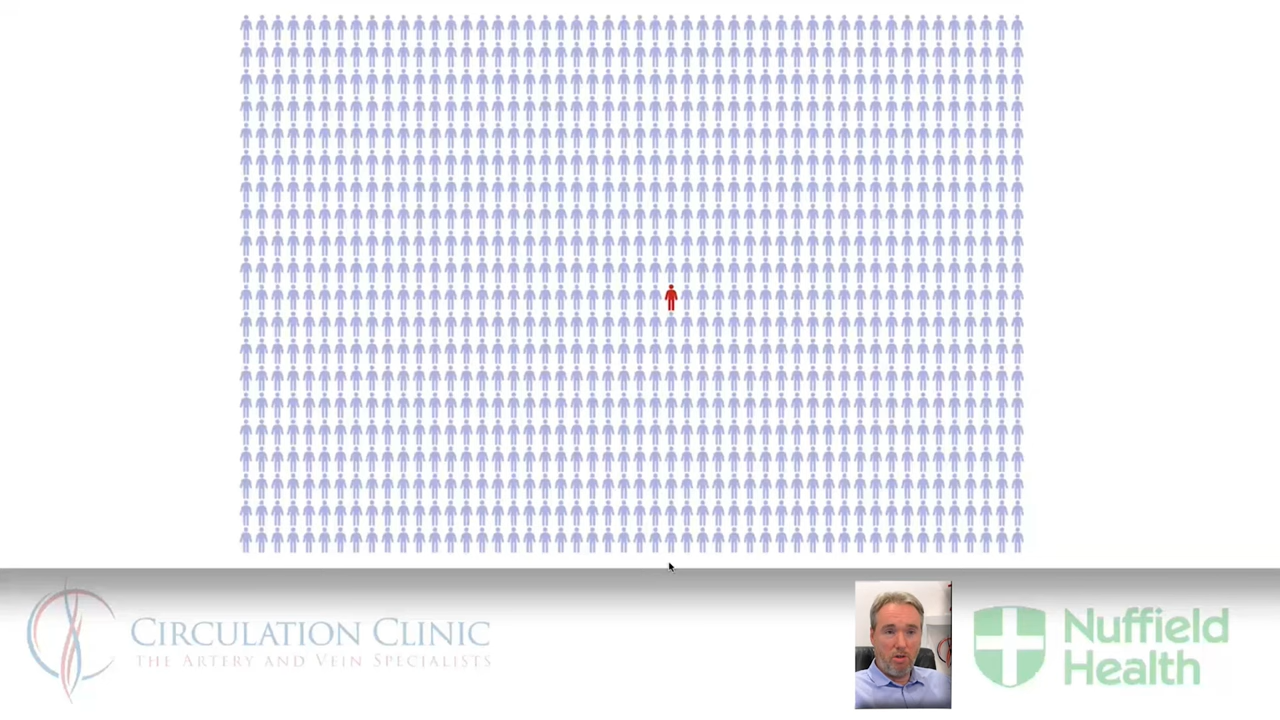 CIRCULATION CLINIC
THE ARTERY AND VEIN SPECIALISTS
Nuffield
Health